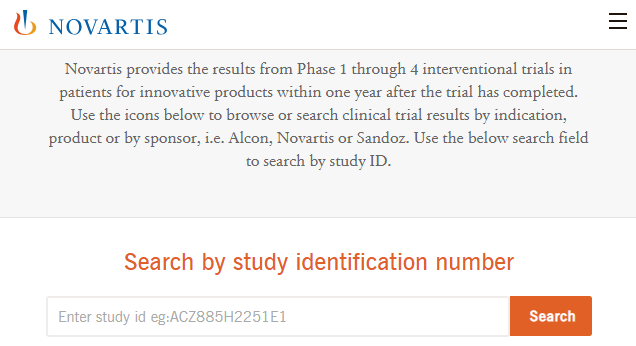 NOVARTIS
Novartis provides the results from Phase 1 through 4 interventional trials in
patients for innovative products within one year after the trial has completed.
Use the icons below to browse or search clinical trial results by indication,
product or by sponsor, i.e. Alcon, Novartis or Sandoz. Use the below search field
to search by study ID.
Search by study identification number
Enter study id eg:ACZ885H2251E1
Search